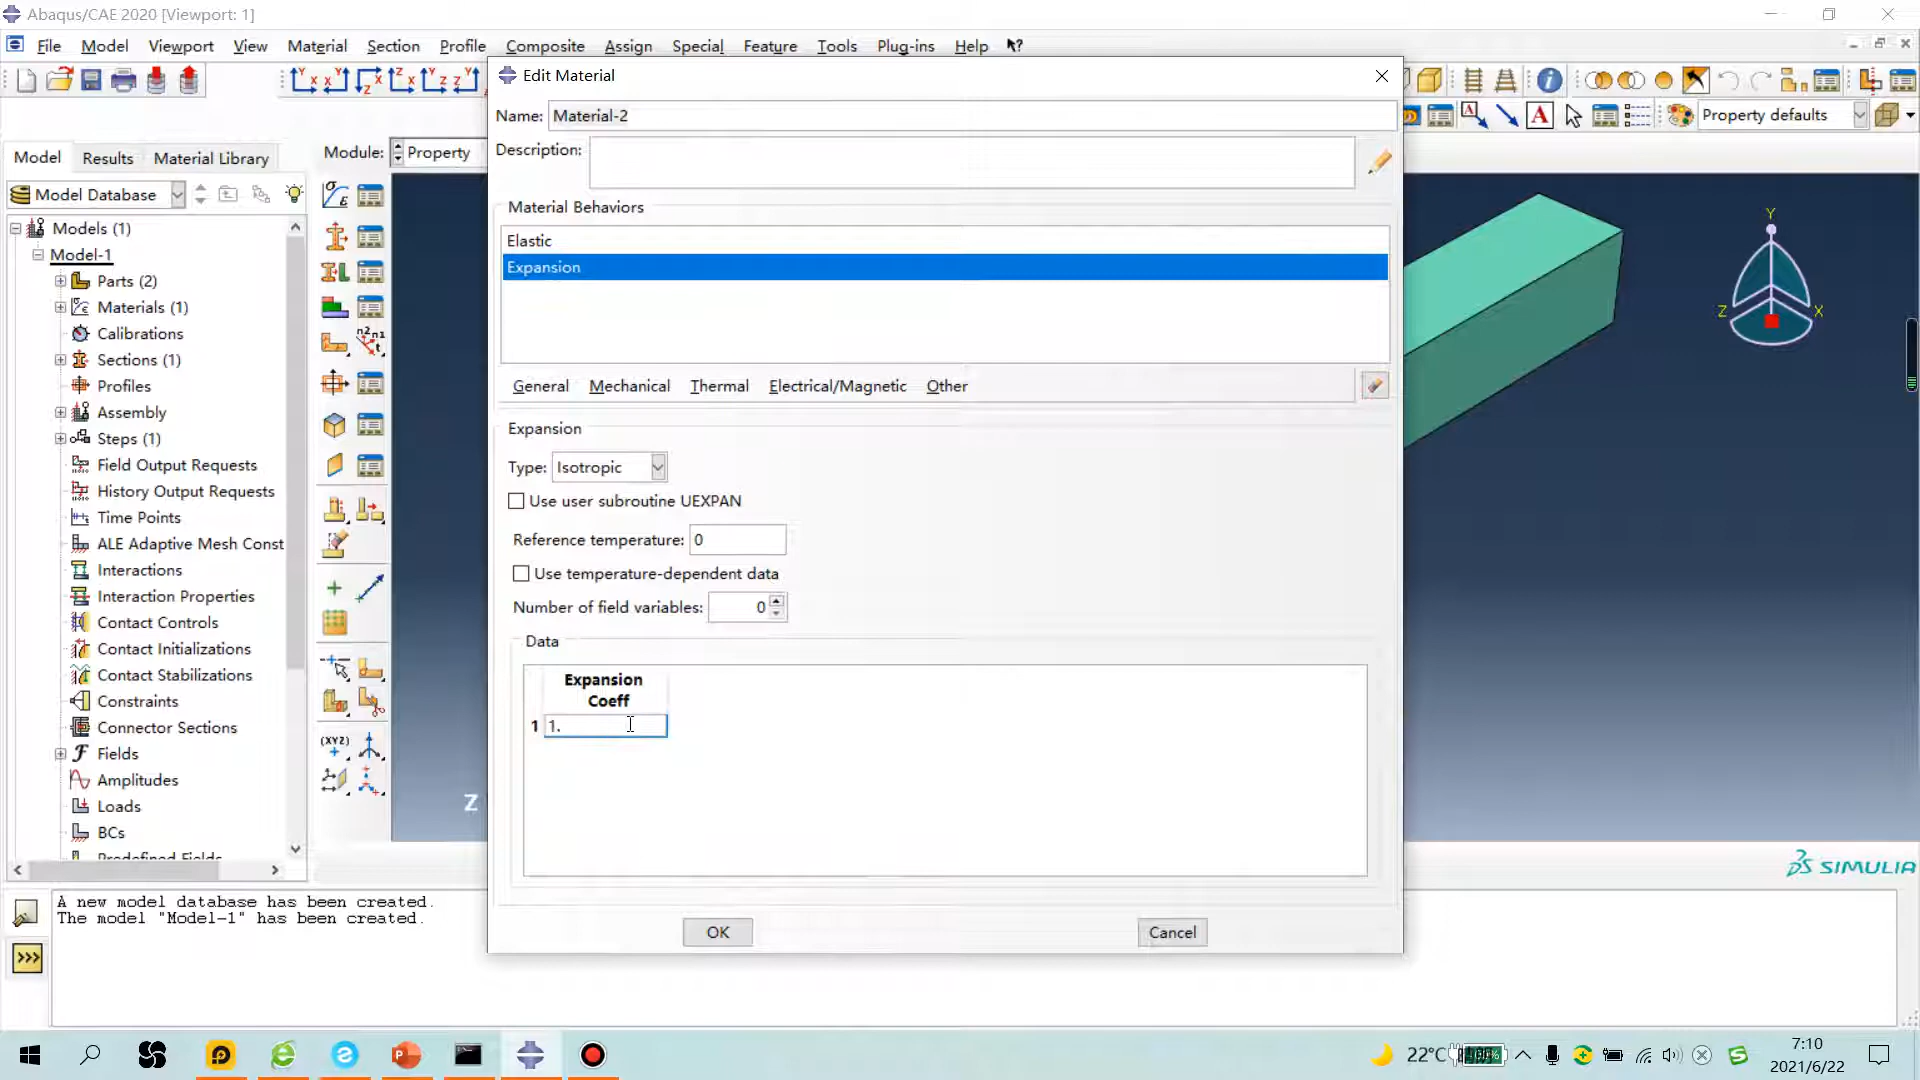 Abaqus/CAE 2020 [Viewport: 1]
File Model Viewport View Material Section Profile Composite Assign Special Feature Tools Plug-ins Help
Property defaults
Model Results Material Library
Module: Property
Model Database
Models (1)
Model-1
Parts (2)
Materials (1)
Calibrations
Sections (1)
Profiles
Assembly
Steps (1)
Field Output Requests
History Output Requests
Time Points
ALE Adaptive Mesh Const
Interactions
Interaction Properties
Contact Controls
Contact Initializations
Contact Stabilizations
Constraints
Connector Sections
Fields
Amplitudes
Loads
BCs
Predefined Fields
Edit Material
Name: Material-2
Description:
Material Behaviors
Elastic
Expansion
General Mechanical Thermal Electrical/Magnetic Other
Expansion
Type: Isotropic
Use user subroutine UEXPAN
Reference temperature: 0
Use temperature-dependent data
Number of field variables: 0
Data
Expansion
Coeff
1 1.
OK Cancel
Y
Z X
Z
SIMULIA
A new model database has been created.
The model "Model-1" has been created.
>>>
22°C
7:10
2021/6/22